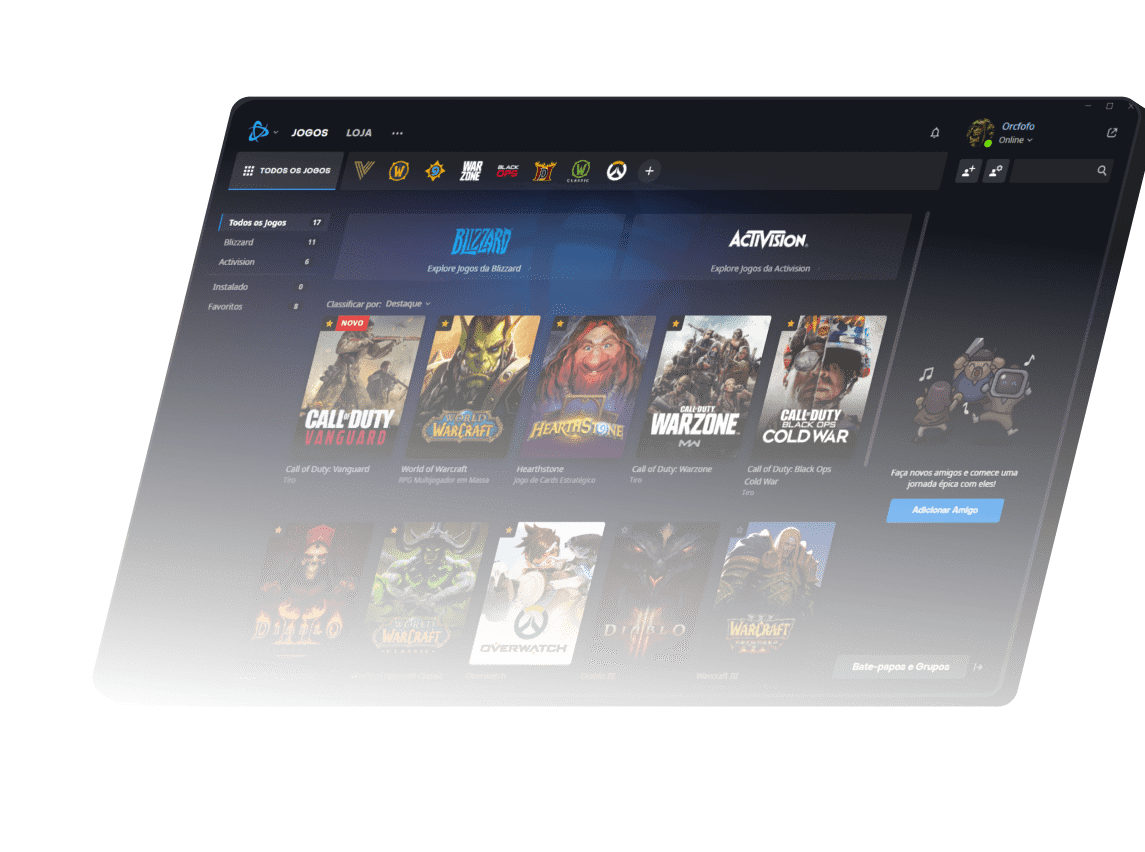 JOGOS
LOJA
Orcfofo
Online
TODOS OS JOGOS
WAR ZONE
BLACK OPS
CLASSIC
Todos os Jogos 17
Blizzard 11
Activision 6
Instalado 0
Favoritos 8
BLIZZARD
Explore Jogos da Blizzard
ACTIVISION
Explore Jogos da Activision
Classificar por: Destaque
NOVO
CALL OF DUTY
VANGUARD
WORLD OF WARCRAFT
HEARTHSTONE
CALL OF DUTY
WARZONE
MW
CALL OF DUTY
BLACK OPS
COLD WAR
Call of Duty: Vanguard
Tiro
World of Warcraft
RPG Multijogador em Massa
Hearthstone
Jogo de Cards Estratégico
Call of Duty: Warzone
Tiro
Call of Duty: Black Ops
Cold War
Tiro
Faça novos amigos e comece uma
jornada épica com eles!
Adicionar Amigo
DIABLO
WORLD OF WARCRAFT
CLASSIC
OVERWATCH
DIABLO
III
WARCRAFT
III
REFORGED
Overwatch
Diablo III
Warcraft III
Bate-papos e Grupos